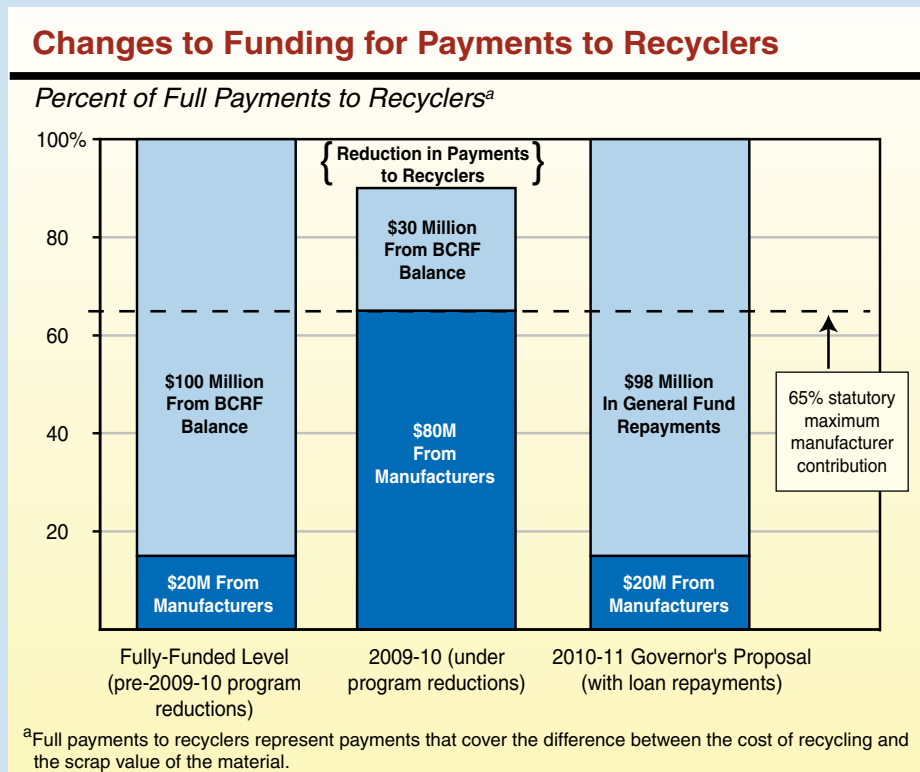 Changes to Funding for Payments to Recyclers
Percent of Full Payments to Recyclersa
100%
80
60
40
20
$100 Million
From BCRF
Balance
$20M From
Manufacturers
{ Reduction in Payments }
to Recyclers
$30 Million
From BCRF
Balance
$80M
From
Manufacturers
$98 Million
In General Fund
Repayments
$20M From
Manufacturers
65% statutory
maximum
manufacturer
contribution
Fully-Funded Level
(pre-2009-10 program
reductions)
2009-10 (under
program reductions)
2010-11 Governor's Proposal
(with loan repayments)
aFull payments to recyclers represent payments that cover the difference between the cost of recycling and
the scrap value of the material.